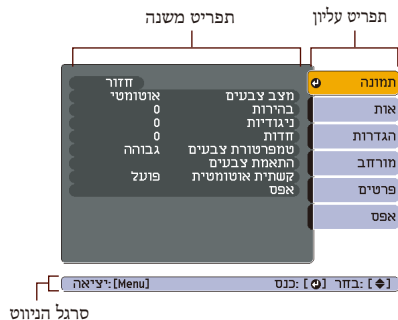 תפריט עליון
תפריט משנה
תמונה
אות
הגדרות
מורחב
פרטים
אפס
חזור
מצב צבעים אוטומטי
בהירות 0
ניגודיות 0
חדות 0
טמפרטורת צבעים גבוהה
התאמת צבעים
קשתית אוטומטית פועל
אפס
[ ]: בחר [ ]: כנס [Menu]:יציאה
סרגל הניווט